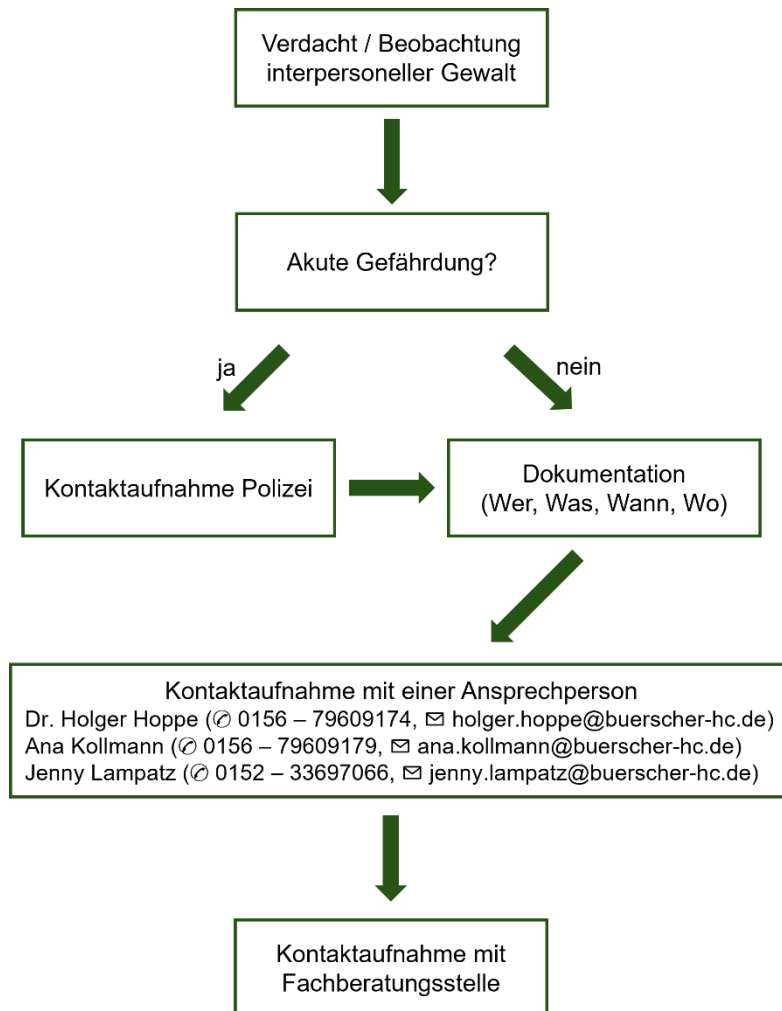 Verdacht / Beobachtung
interpersoneller Gewalt
Akute Gefährdung?
ja
nein
Kontaktaufnahme Polizei
Dokumentation
(Wer, Was, Wann, Wo)
Kontaktaufnahme mit einer Ansprechperson
Dr. Holger Hoppe (✆ 0156 – 79609174, ✉ holger.hoppe@buerscher-hc.de)
Ana Kollmann (✆ 0156 – 79609179, ✉ ana.kollmann@buerscher-hc.de)
Jenny Lampatz (✆ 0152 – 33697066, ✉ jenny.lampatz@buerscher-hc.de)
Kontaktaufnahme mit
Fachberatungsstelle